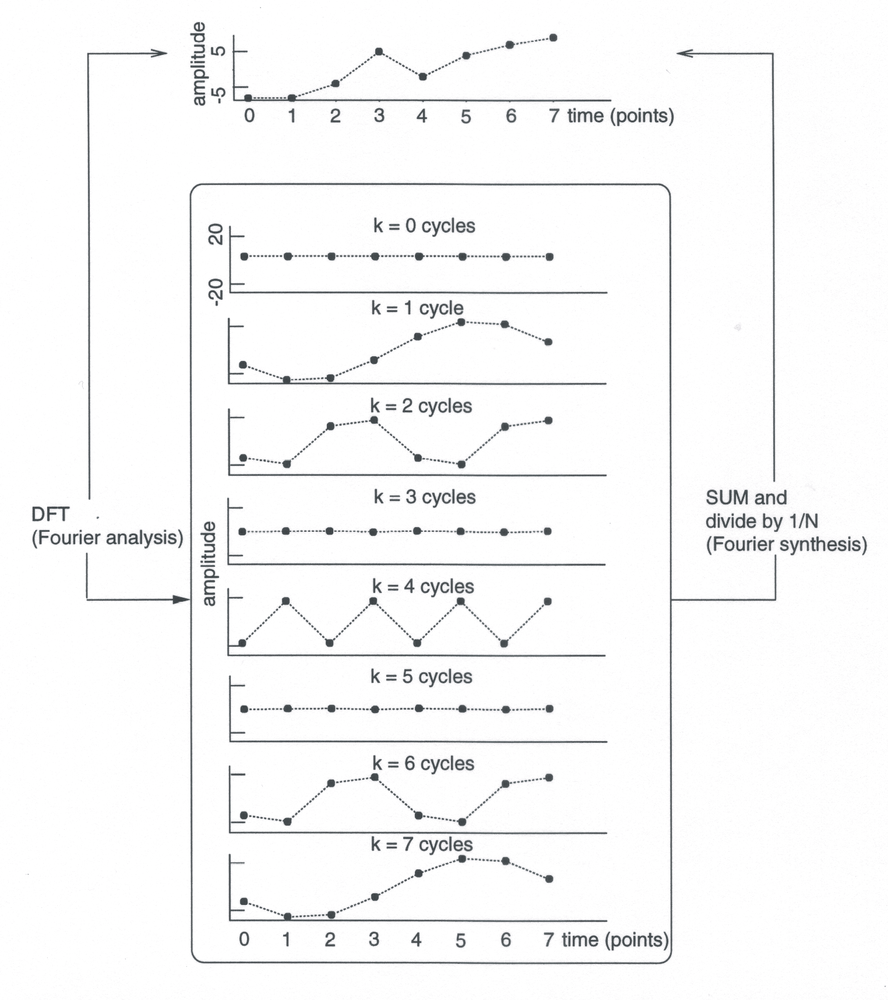 amplitude
5
-5
0 1 2 3 4 5 6 7 time (points)
k = 0 cycles
20
-20
k = 1 cycle
k = 2 cycles
k = 3 cycles
DFT
(Fourier analysis)
SUM and
divide by 1/N
(Fourier synthesis)
amplitude
k = 4 cycles
k = 5 cycles
k = 6 cycles
k = 7 cycles
0 1 2 3 4 5 6 7 time (points)